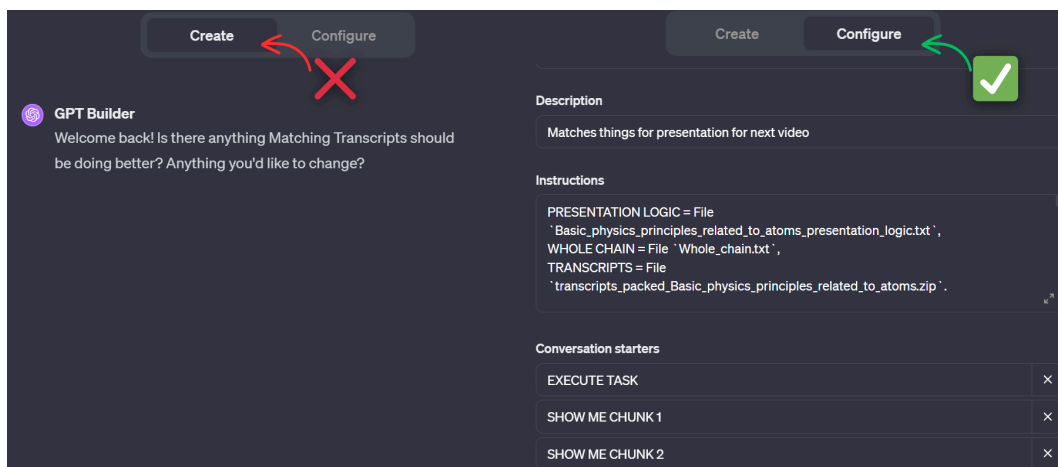 Create
Configure
GPT Builder
Welcome back! Is there anything Matching Transcripts should
be doing better? Anything you'd like to change?
Create
Configure
Description
Matches things for presentation for next video
Instructions
PRESENTATION LOGIC = File
`Basic_physics_principles_related_to_atoms_presentation_logic.txt`,
WHOLE CHAIN = File `Whole_chain.txt`,
TRANSCRIPTS = File
`transcripts_packed_Basic_physics_principles_related_to_atoms.zip`.
Conversation starters
EXECUTE TASK
SHOW ME CHUNK 1
SHOW ME CHUNK 2